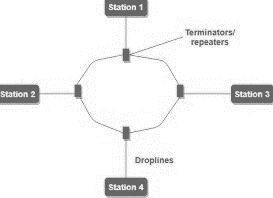 Station 1
Terminators/
repeaters
Station 2
Station 3
Droplines
Station 4